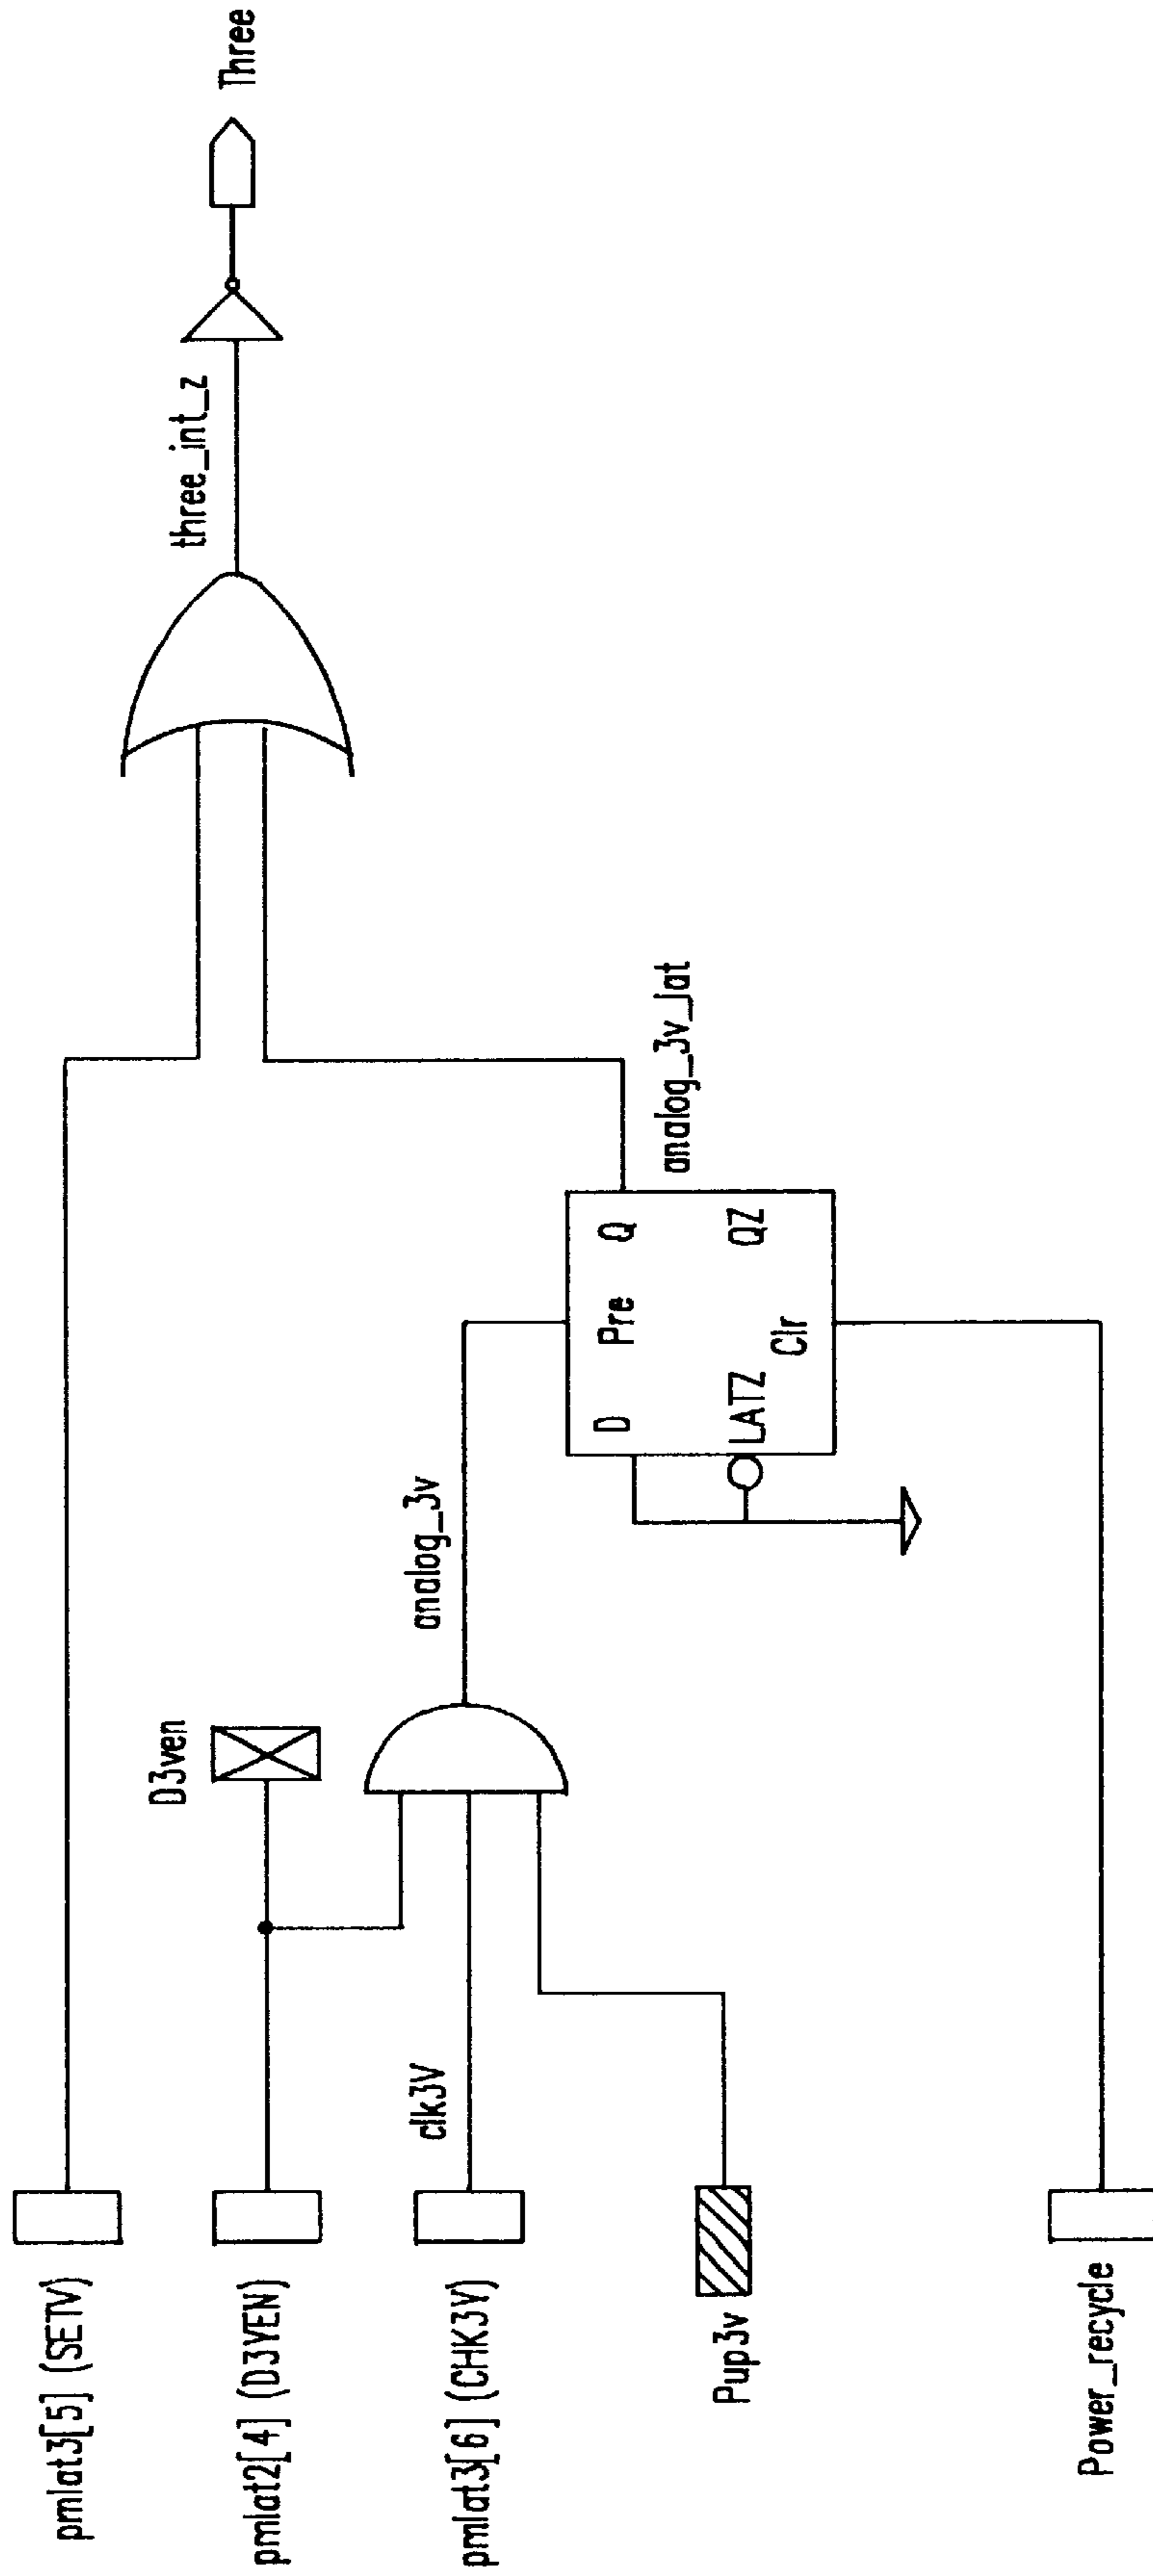 pmlat3[5] (SETV)
pmlat2[4] (D3VEN)
D3ven
pmlat3[6] (CHK3V)
clk3V
Pup3v
Power_recycle
analog_3v
D
Pre
Q
LATZ
Clr
QZ
analog_3v_lat
three_int_z
Three